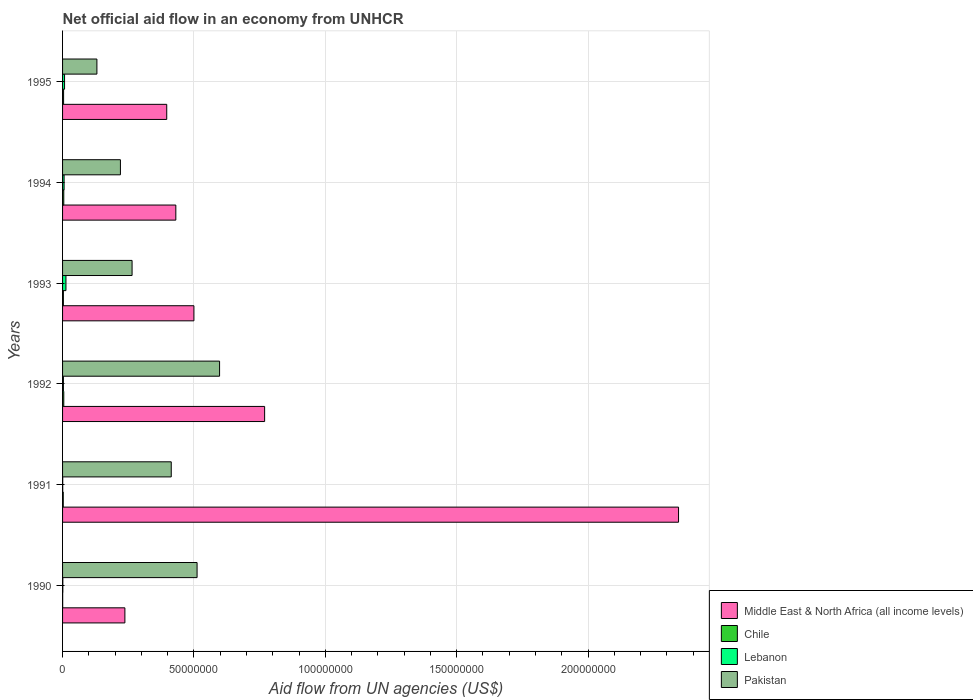 Net official aid flow in an economy from UNHCR
Years
1995
1994
1993
1992
1991
1990
50000000
100000000
150000000
200000000
Aid flow from UN agencies (US$)
Middle East & North Africa (all income levels)
Chile
Lebanon
Pakistan